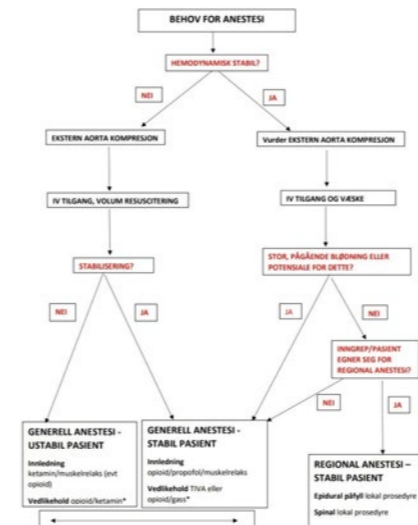 BEHOV FOR ANESTESI
HEMODYNAMISK STABIL?
NEI
JA
EKSTERN AORTA KOMPRESJON
Vurder EKSTERN AORTA KOMPRESJON
IV TILGANG, VOLUM RESUSCITERING
IV TILGANG OG VÆSKE
STABILISERING?
STOR, PÅGÅENDE BLØDNING ELLER
POTENSIALE FOR DETTE?
NEI
JA
JA
NEI
INNGREP/PASIENT
EGNER SEG FOR
REGIONAL ANESTESI?
NEI
JA
GENERELL ANESTESI -
USTABIL PASIENT
Innledning
ketamin/muskelrelaks (evt
opioid)
Vedlikehold opioid/ketamin*
GENERELL ANESTESI -
STABIL PASIENT
Innledning
opioid/propofol/muskelrelaks
Vedlikehold TIVA eller
opioid/gass*
REGIONAL ANESTESI –
STABIL PASIENT
Epidural påfyll lokal prosedyre
Spinal lokal prosedyre